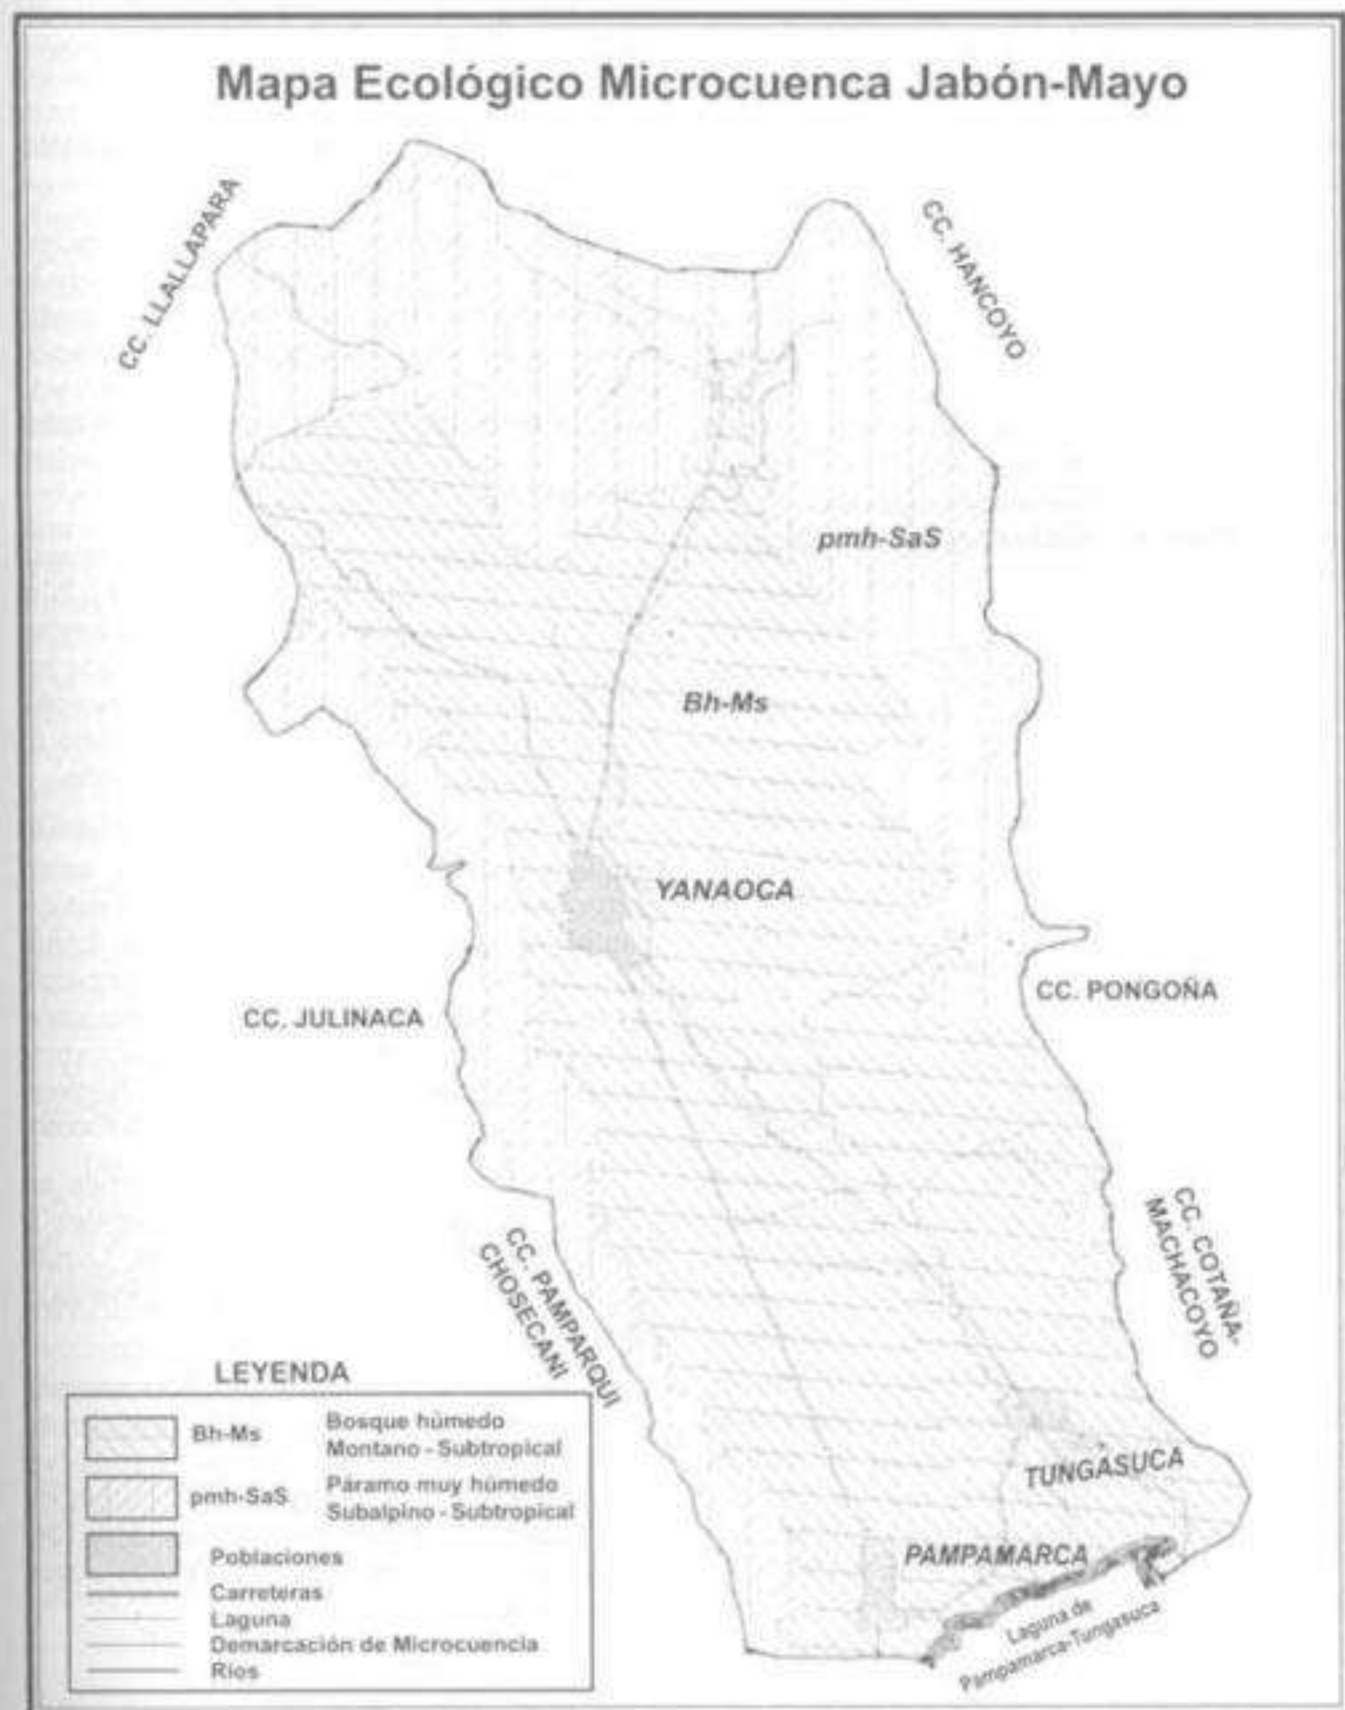 Mapa Ecológico Microcuenca Jabón-Mayo
CC. LLALLAPARA
CC. HANCOYO
pmh-SaS
Bh-Ms
YANAOCA
CC. JULINACA
CC. PONGOÑA
CC. PAMPARQUI
CHOSECANI
CC. COTAÑA-
MACHACOYO
TUNGASUCA
PAMPAMARCA
Laguna de
Pampamarca-Tungasuca
LEYENDA
Bh-Ms Bosque húmedo
Montano - Subtropical
pmh-SaS Páramo muy húmedo
Subalpino - Subtropical
Poblaciones
Carreteras
Laguna
Demarcación de Microcuencia
Ríos